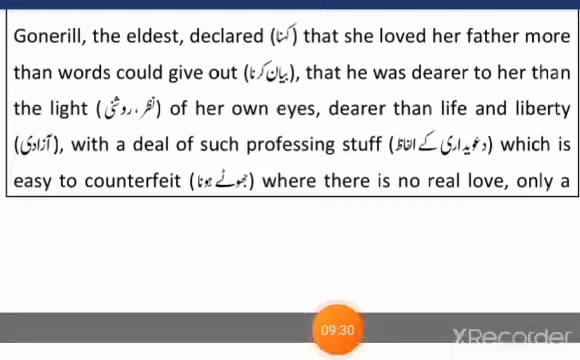 Gonerill, the eldest, declared (کہنا) that she loved her father more
than words could give out (بیان کرنا), that he was dearer to her than
the light (نظر، روشنی) of her own eyes, dearer than life and liberty
(آزادی), with a deal of such professing stuff (دعویداری کے الفاظ) which is
easy to counterfeit (جھوٹے ہونا) where there is no real love, only a
09:30
XRecorder